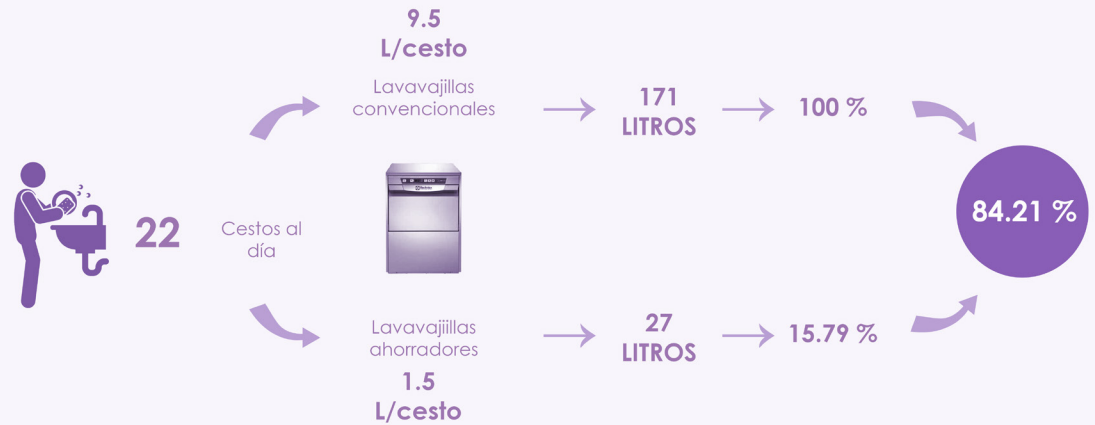 9.5
L/cesto
Lavavajillas
convencionales
171
LITROS
100 %
22
Cestos al
día
84.21 %
Lavavajiillas
ahorradores
27
LITROS
15.79 %
1.5
L/cesto